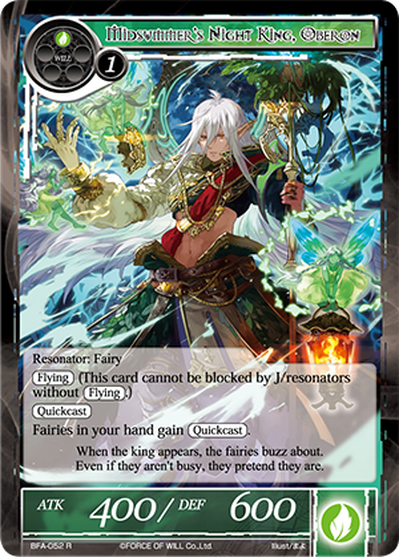 Midsummer's Night King, Oberon
WILL
1
Resonator: Fairy
Flying (This card cannot be blocked by J/resonators
without Flying.)
Quickcast
Fairies in your hand gain Quickcast.
When the king appears, the fairies buzz about.
Even if they aren't busy, they pretend they are.
ATK 400/ DEF 600
BFA-052 R ©FORCE OF WILL Co.,Ltd. Illust/